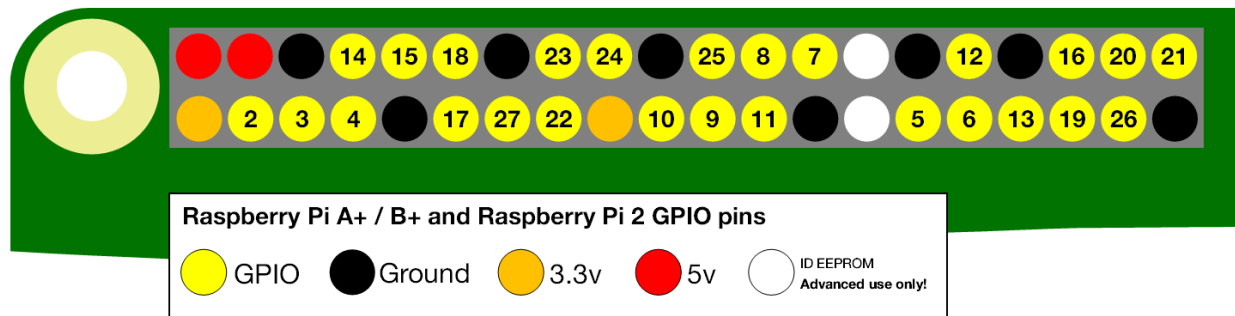 14 15 18 23 24 25 8 7 12 16 20 21
2 3 4 17 27 22 10 9 11 5 6 13 19 26
Raspberry Pi A+ / B+ and Raspberry Pi 2 GPIO pins
GPIO Ground 3.3v 5v ID EEPROM
Advanced use only!